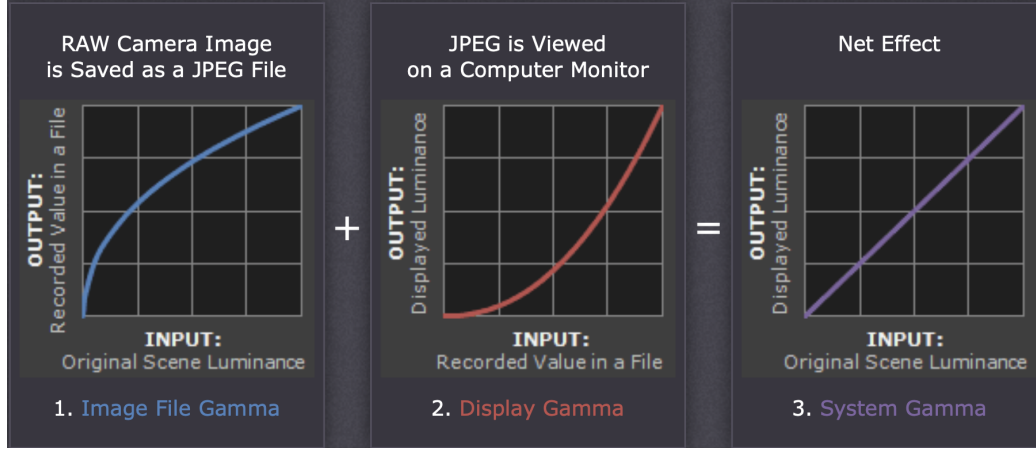 RAW Camera Image
is Saved as a JPEG File
OUTPUT:
Recorded Value in a File
INPUT:
Original Scene Luminance
1. Image File Gamma
+
JPEG is Viewed
on a Computer Monitor
OUTPUT:
Displayed Luminance
INPUT:
Recorded Value in a File
2. Display Gamma
=
Net Effect
OUTPUT:
Displayed Luminance
INPUT:
Original Scene Luminance
3. System Gamma